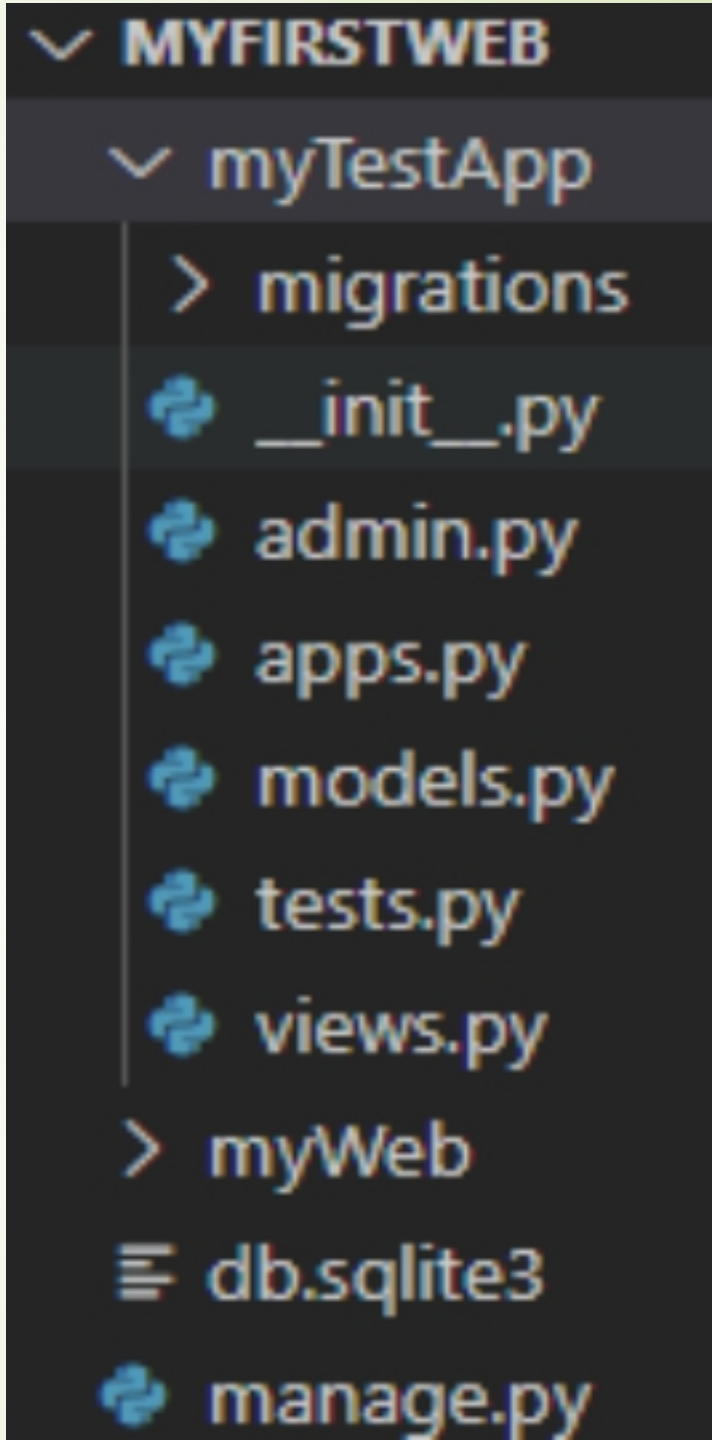 MYFIRSTWEB
myTestApp
migrations
__init__.py
admin.py
apps.py
models.py
tests.py
views.py
myWeb
db.sqlite3
manage.py